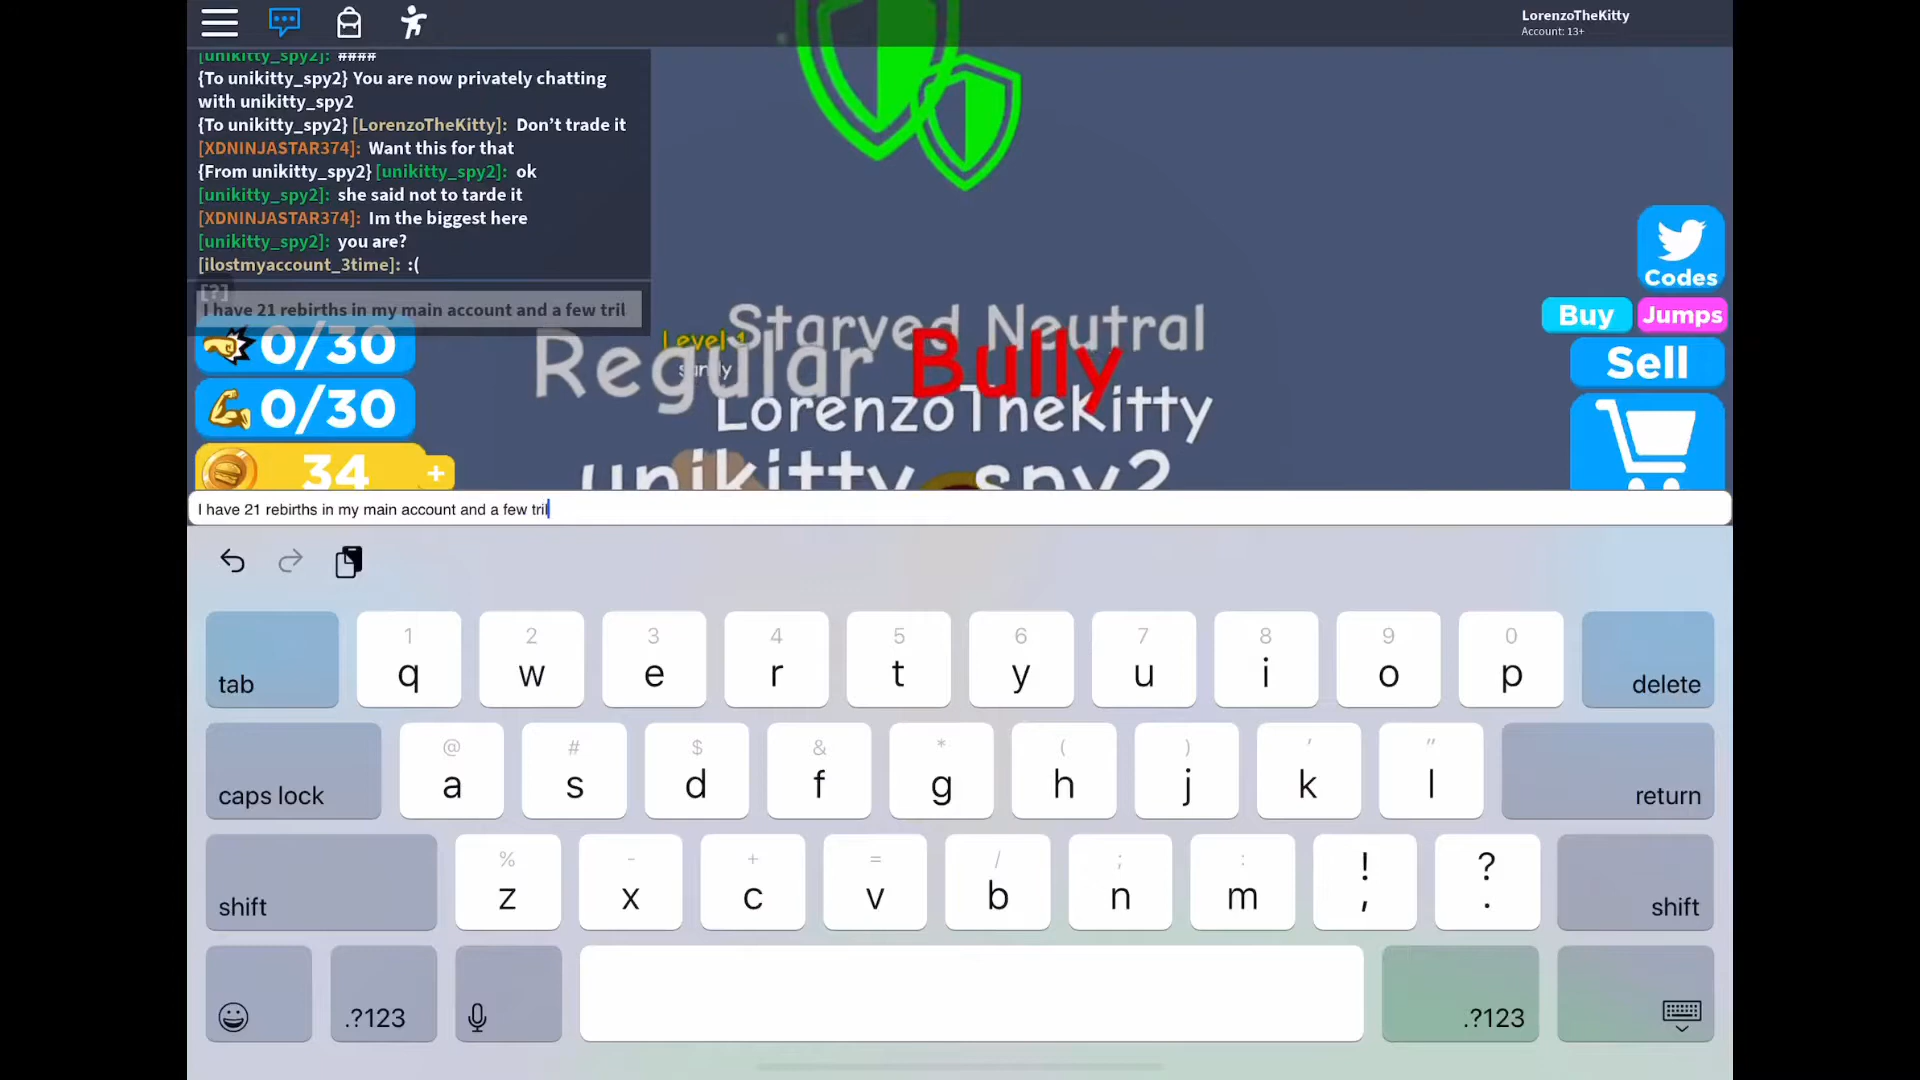 LorenzoTheKitty
Account: 13+
[unikitty_spy2]: ####
{To unikitty_spy2} You are now privately chatting
with unikitty_spy2
{To unikitty_spy2} [LorenzoTheKitty]: Don’t trade it
[XDNINJASTAR374]: Want this for that
{From unikitty_spy2} [unikitty_spy2]: ok
[unikitty_spy2]: she said not to tarde it
[XDNINJASTAR374]: Im the biggest here
[unikitty_spy2]: you are?
[ilostmyaccount_3time]: :(
[?]
I have 21 rebirths in my main account and a few tril
0/30
0/30
34 +
Level 1
Starved Neutral
Regular Bully
LorenzoTheKitty
unikitty_spy2
Codes
Buy Jumps
Sell
I have 21 rebirths in my main account and a few tril
1 2 3 4 5 6 7 8 9 0
tab q w e r t y u i o p delete
@ # $ & * ( ) ' "
caps lock a s d f g h j k l return
% - + = / ; : ! ?
shift z x c v b n m , . shift
.?123 .?123